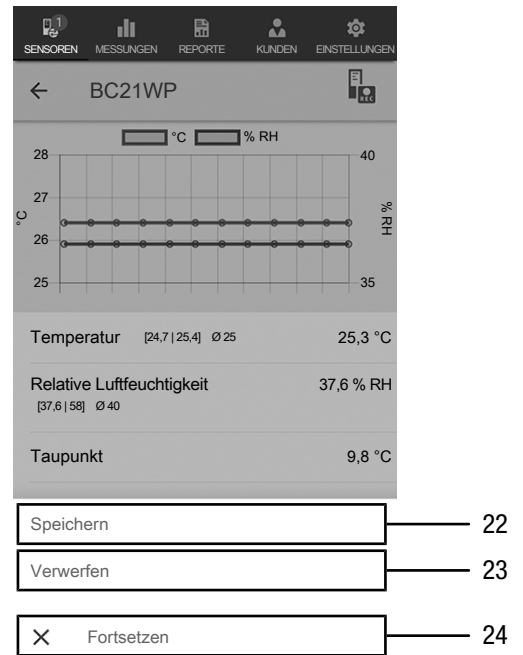 1
SENSOREN MESSUNGEN REPORTE KUNDEN EINSTELLUNGEN
BC21WP
REC
°C % RH
28 40
27
°C % RH
26
25 35
Temperatur [24,7 | 25,4] Ø 25 25,3 °C
Relative Luftfeuchtigkeit 37,6 % RH
[37,6 | 58] Ø 40
Taupunkt 9,8 °C
Speichern 22
Verwerfen 23
Fortsetzen 24